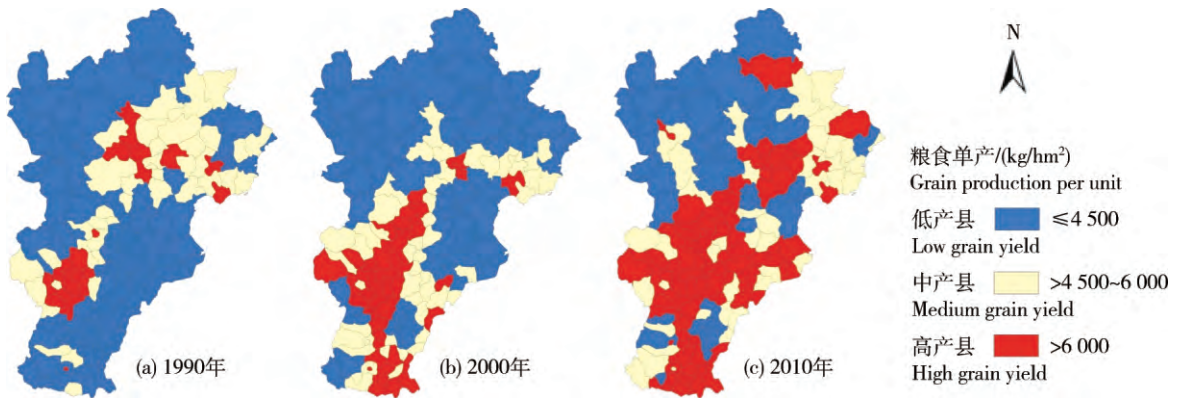 N
粮食单产/(kg/hm²)
Grain production per unit
低产县 ≤4 500
Low grain yield
中产县 >4 500~6 000
Medium grain yield
高产县 >6 000
High grain yield
(a) 1990年
(b) 2000年
(c) 2010年